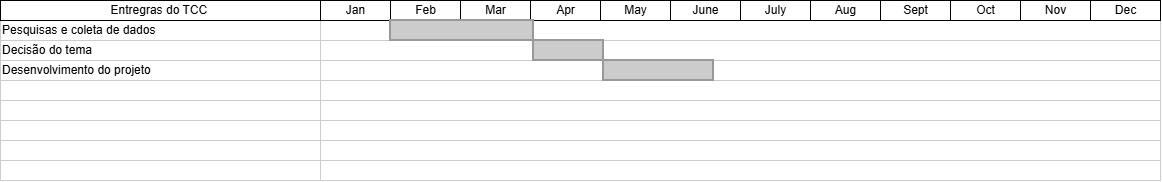 Entregras do TCC Jan Feb Mar Apr May June July Aug Sept Oct Nov Dec
Pesquisas e coleta de dados
Decisão do tema
Desenvolvimento do projeto